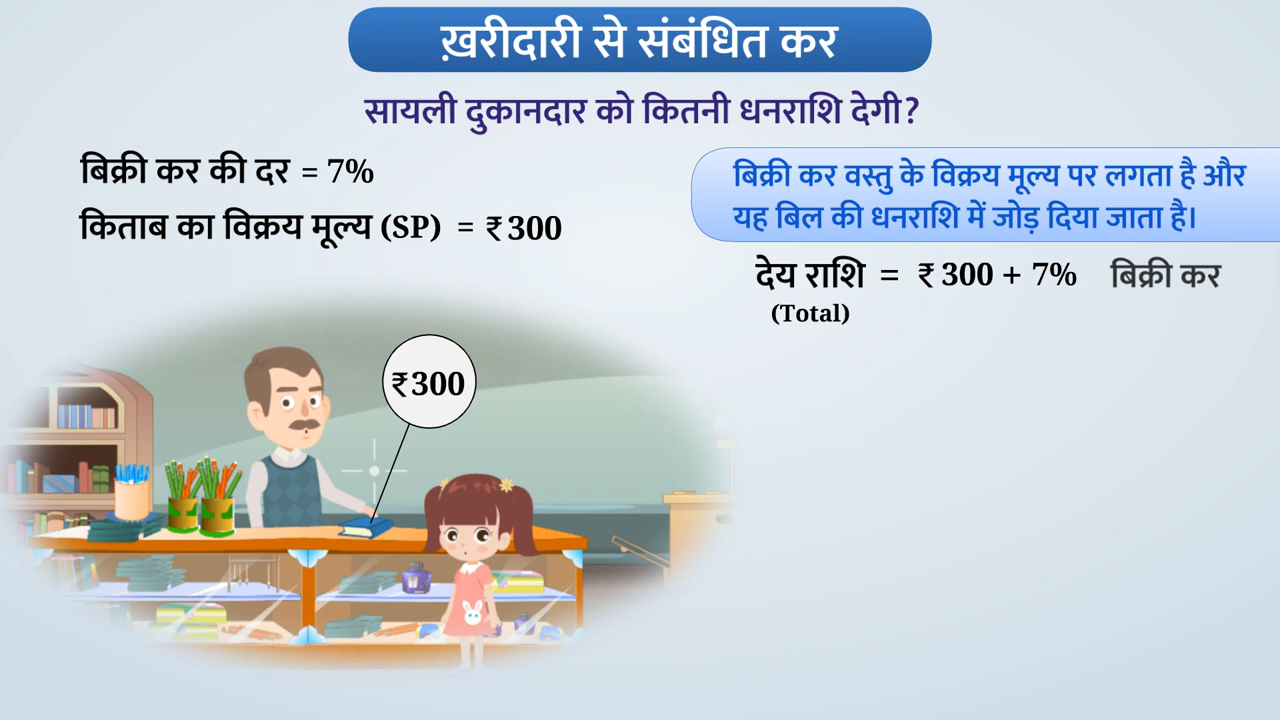 ख़रीदारी से संबंधित कर
सायली दुकानदार को कितनी धनराशि देगी?
बिक्री कर की दर = 7%
किताब का विक्रय मूल्य (SP) = ₹300
बिक्री कर वस्तु के विक्रय मूल्य पर लगता है और
यह बिल की धनराशि में जोड़ दिया जाता है।
देय राशि = ₹ 300 + 7% बिक्री कर
(Total)
₹300